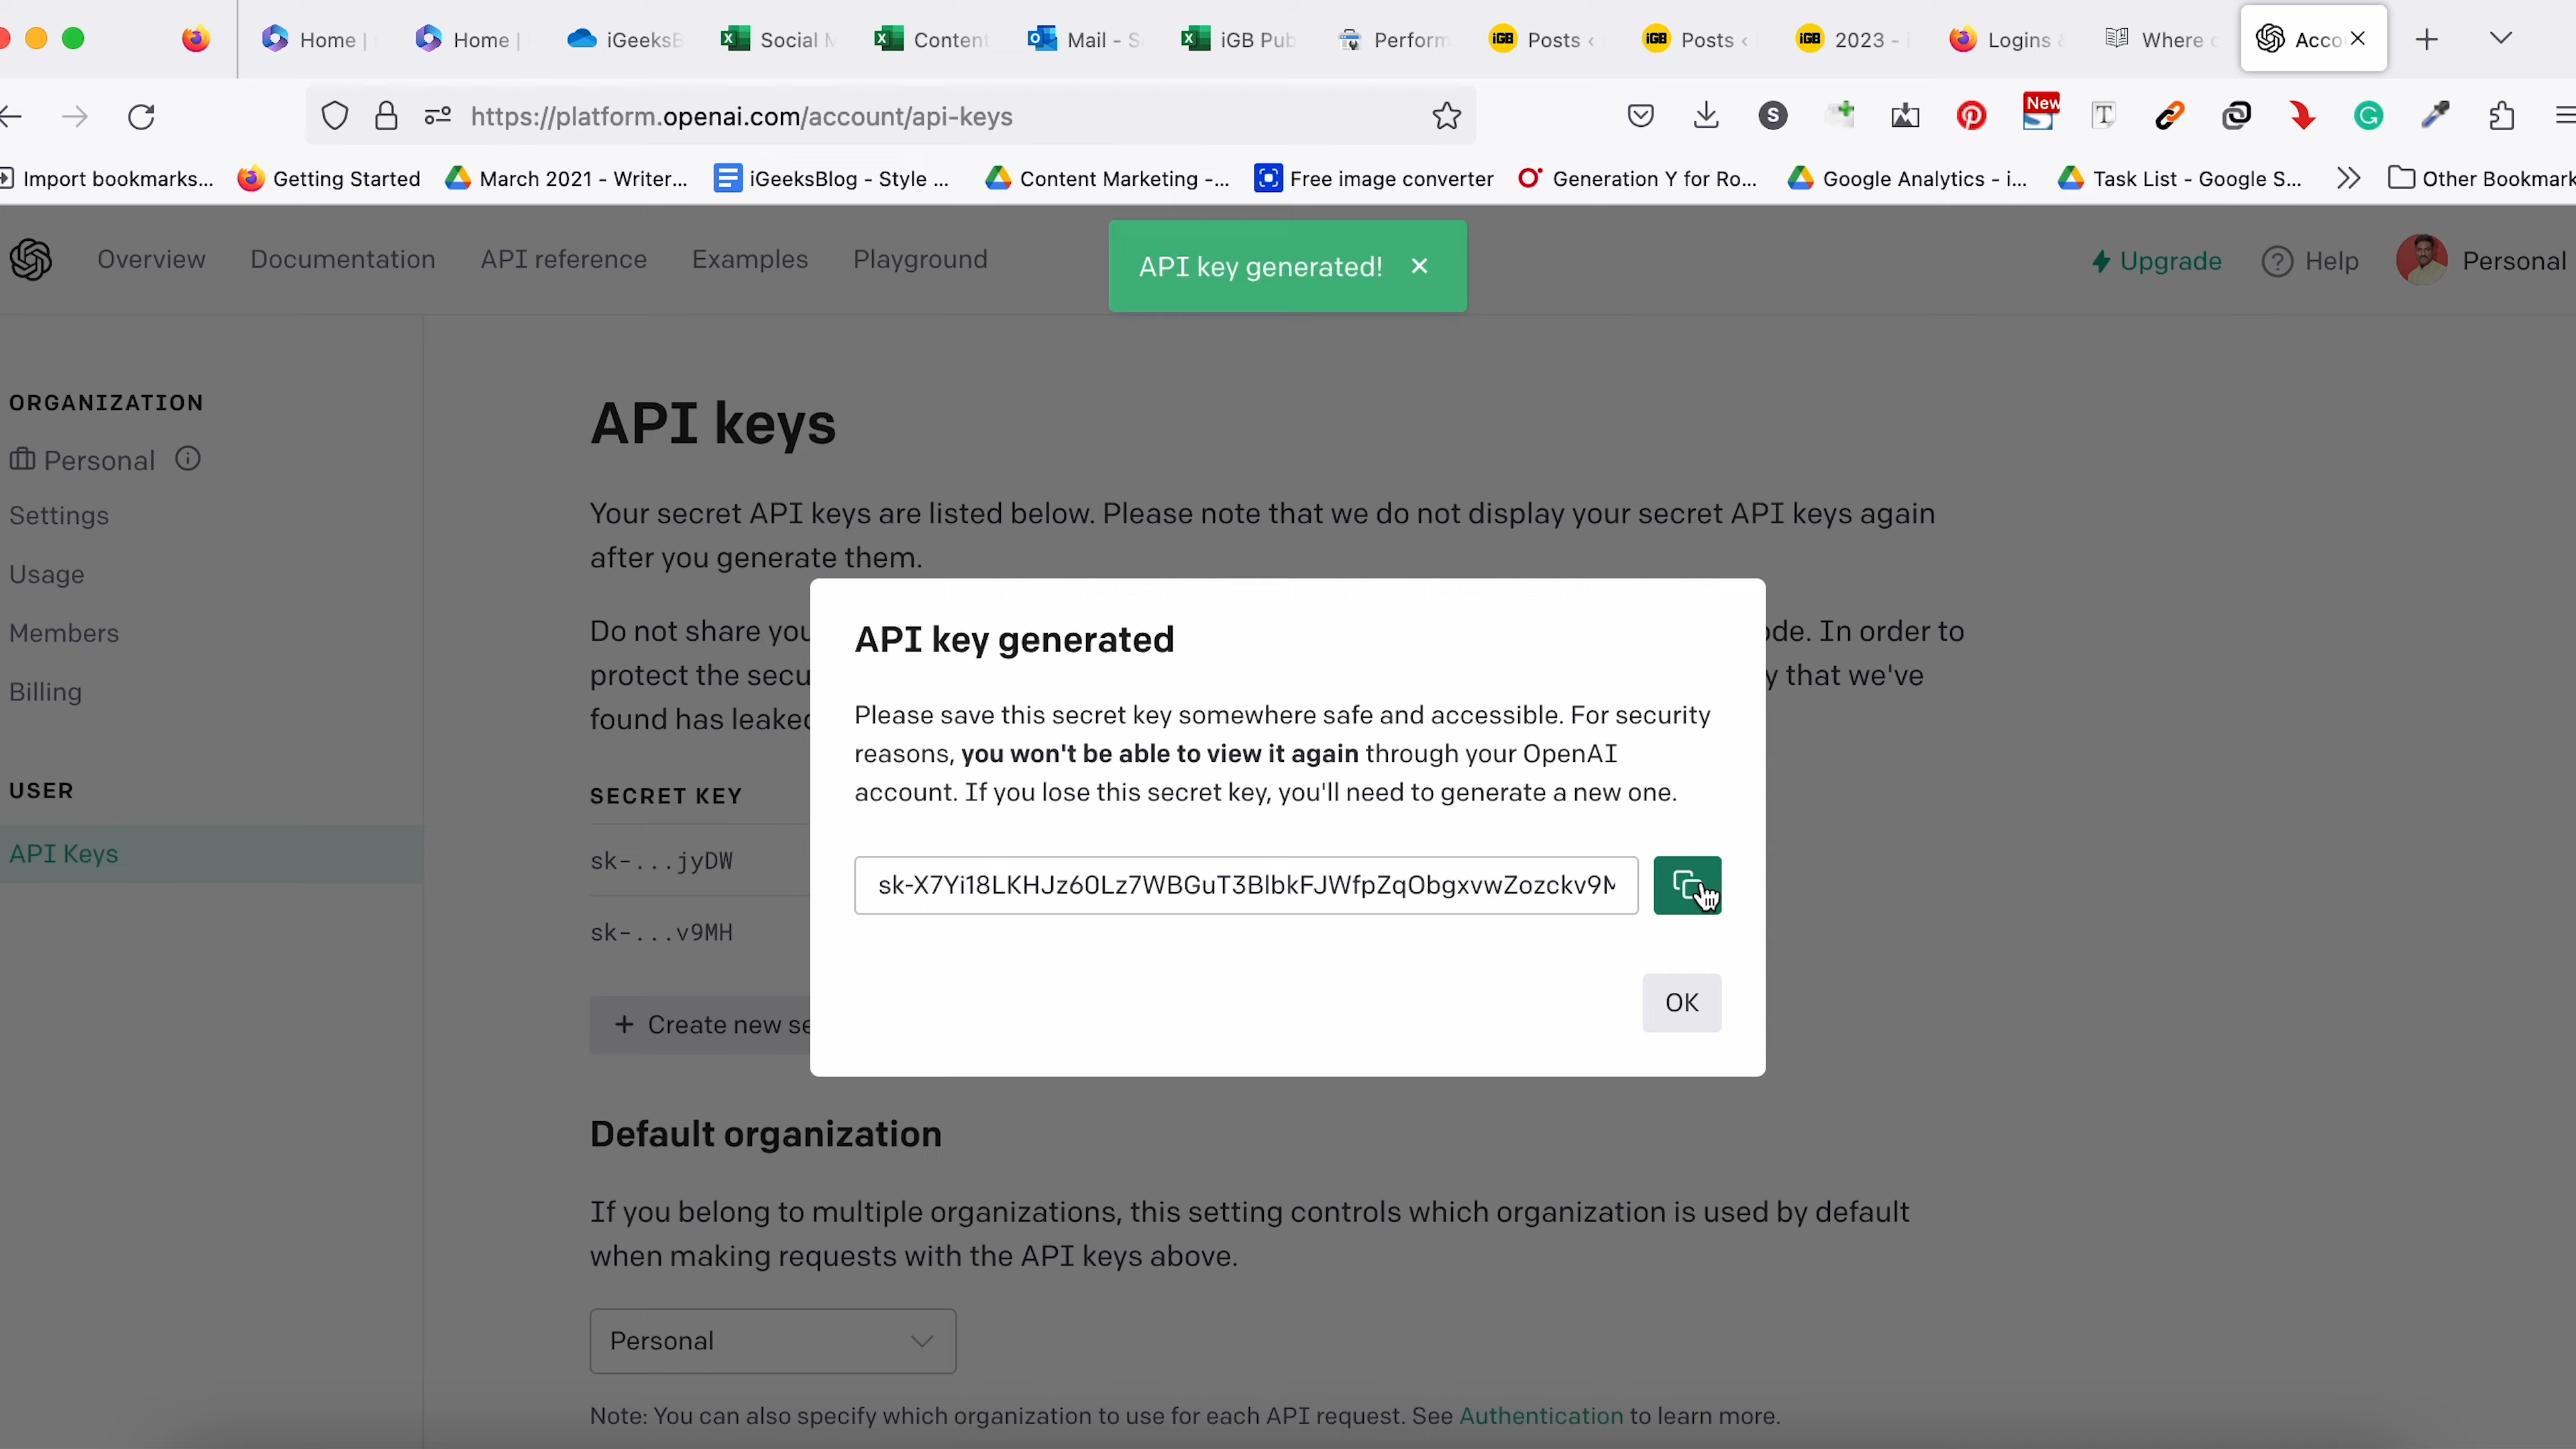 Home |
Home |
iGeeksB
Social
Content
Mail - S
iGB Pub
Perform
Posts ‹
Posts ‹
2023 -
Logins
Where
Acco
https://platform.openai.com/account/api-keys
S
New
T
G
Import bookmarks...
Getting Started
March 2021 - Writer...
iGeeksBlog - Style ...
Content Marketing -...
Free image converter
Generation Y for Ro...
Google Analytics - i...
Task List - Google S...
Other Bookmark
Overview
Documentation
API reference
Examples
Playground
API key generated!
Upgrade
Help
Personal
ORGANIZATION
Personal
Settings
Usage
Members
Billing
USER
API Keys
API keys
Your secret API keys are listed below. Please note that we do not display your secret API keys again
after you generate them.
Do not share you
ode. In order to
protect the secu
y that we've
found has leaked
SECRET KEY
sk-...jyDW
sk-...v9MH
+ Create new se
API key generated
Please save this secret key somewhere safe and accessible. For security
reasons, you won't be able to view it again through your OpenAI
account. If you lose this secret key, you'll need to generate a new one.
OK
Default organization
If you belong to multiple organizations, this setting controls which organization is used by default
when making requests with the API keys above.
Personal
Note: You can also specify which organization to use for each API request. See Authentication to learn more.